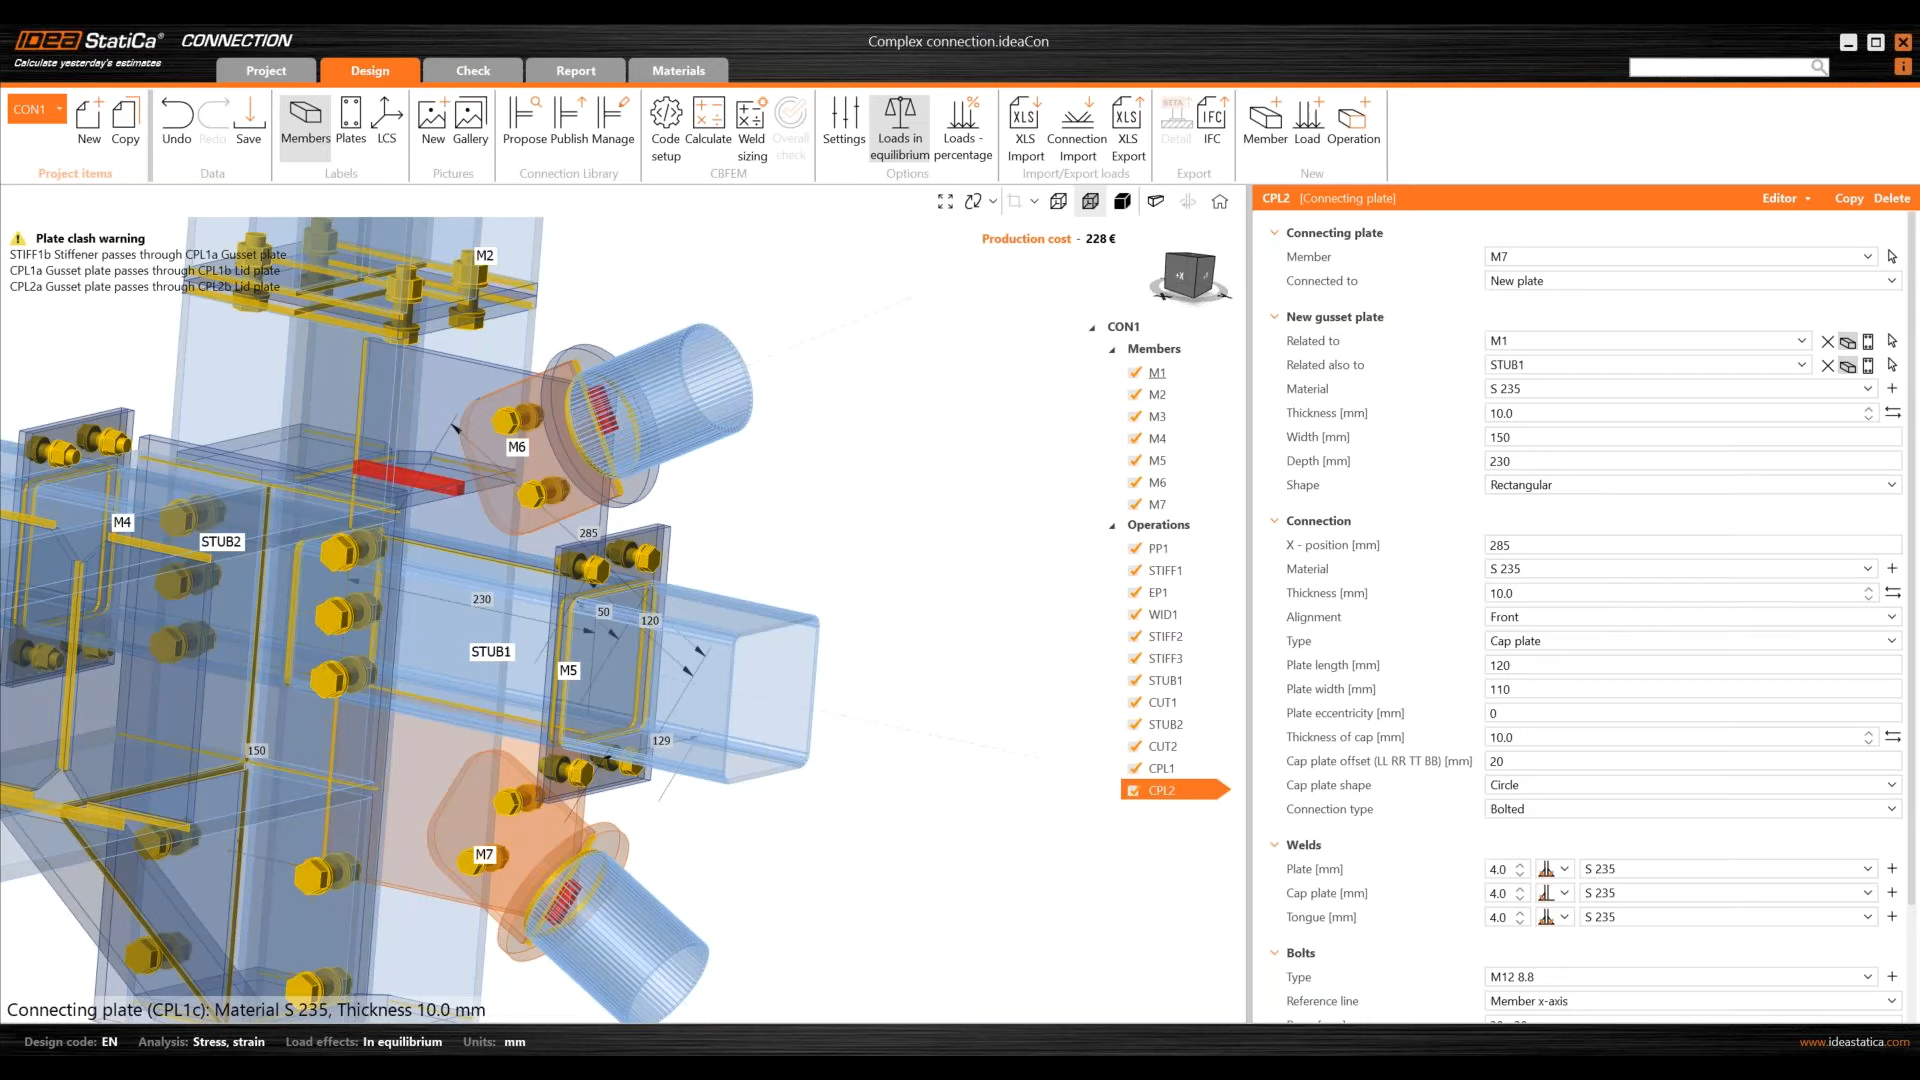 IDEA StatiCa® CONNECTION
Calculate yesterday's estimates
Complex connection.ideaCon
Project Design Check Report Materials
CON1
New Copy
Project items
Undo Redo Save
Data
Members Plates LCS
Labels
New Gallery
Pictures
Propose Publish Manage
Connection Library
Code setup
Calculate
Weld sizing
Overall check
CBFEM
Settings
Loads in equilibrium
Loads - percentage
Options
XLS Import
Connection Import
XLS Export
Import/Export loads
BETA
Detail IFC
Export
Member Load Operation
New
Plate clash warning
STIFF1b Stiffener passes through CPL1a Gusset plate
CPL1a Gusset plate passes through CPL1b Lid plate
CPL2a Gusset plate passes through CPL2b Lid plate
Production cost - 228 €
M2
M6
285
M4
STUB2
230
50
120
STUB1
M5
129
150
M7
CON1
Members
M1
M2
M3
M4
M5
M6
M7
Operations
PP1
STIFF1
EP1
WID1
STIFF2
STIFF3
STUB1
CUT1
STUB2
CUT2
CPL1
CPL2
CPL2 [Connecting plate] Editor Copy Delete
Connecting plate
Member M7
Connected to New plate
New gusset plate
Related to M1
Related also to STUB1
Material S 235
Thickness [mm] 10.0
Width [mm] 150
Depth [mm] 230
Shape Rectangular
Connection
X - position [mm] 285
Material S 235
Thickness [mm] 10.0
Alignment Front
Type Cap plate
Plate length [mm] 120
Plate width [mm] 110
Plate eccentricity [mm] 0
Thickness of cap [mm] 10.0
Cap plate offset (LL RR TT BB) [mm] 20
Cap plate shape Circle
Connection type Bolted
Welds
Plate [mm] 4.0 S 235
Cap plate [mm] 4.0 S 235
Tongue [mm] 4.0 S 235
Bolts
Type M12 8.8
Reference line Member x-axis
Connecting plate (CPL1c): Material S 235, Thickness 10.0 mm
Design code: EN Analysis: Stress, strain Load effects: In equilibrium Units: mm
www.ideastatica.com